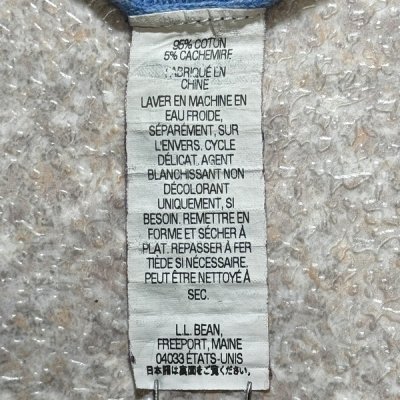 95% COTON
5% CACHEMIRE
FABRIQUÉ EN
CHINE
LAVER EN MACHINE EN
EAU FROIDE,
SÉPARÉMENT, SUR
L'ENVERS. CYCLE
DÉLICAT. AGENT
BLANCHISSANT NON
DÉCOLORANT
UNIQUEMENT, SI
BESOIN. REMETTRE EN
FORME ET SÉCHER À
PLAT. REPASSER À FER
TIÈDE SI NÉCESSAIRE.
PEUT ÊTRE NETTOYÉ À
SEC.
L.L. BEAN,
FREEPORT, MAINE
04033 ÉTATS-UNIS
日本語は裏面をご覧ください